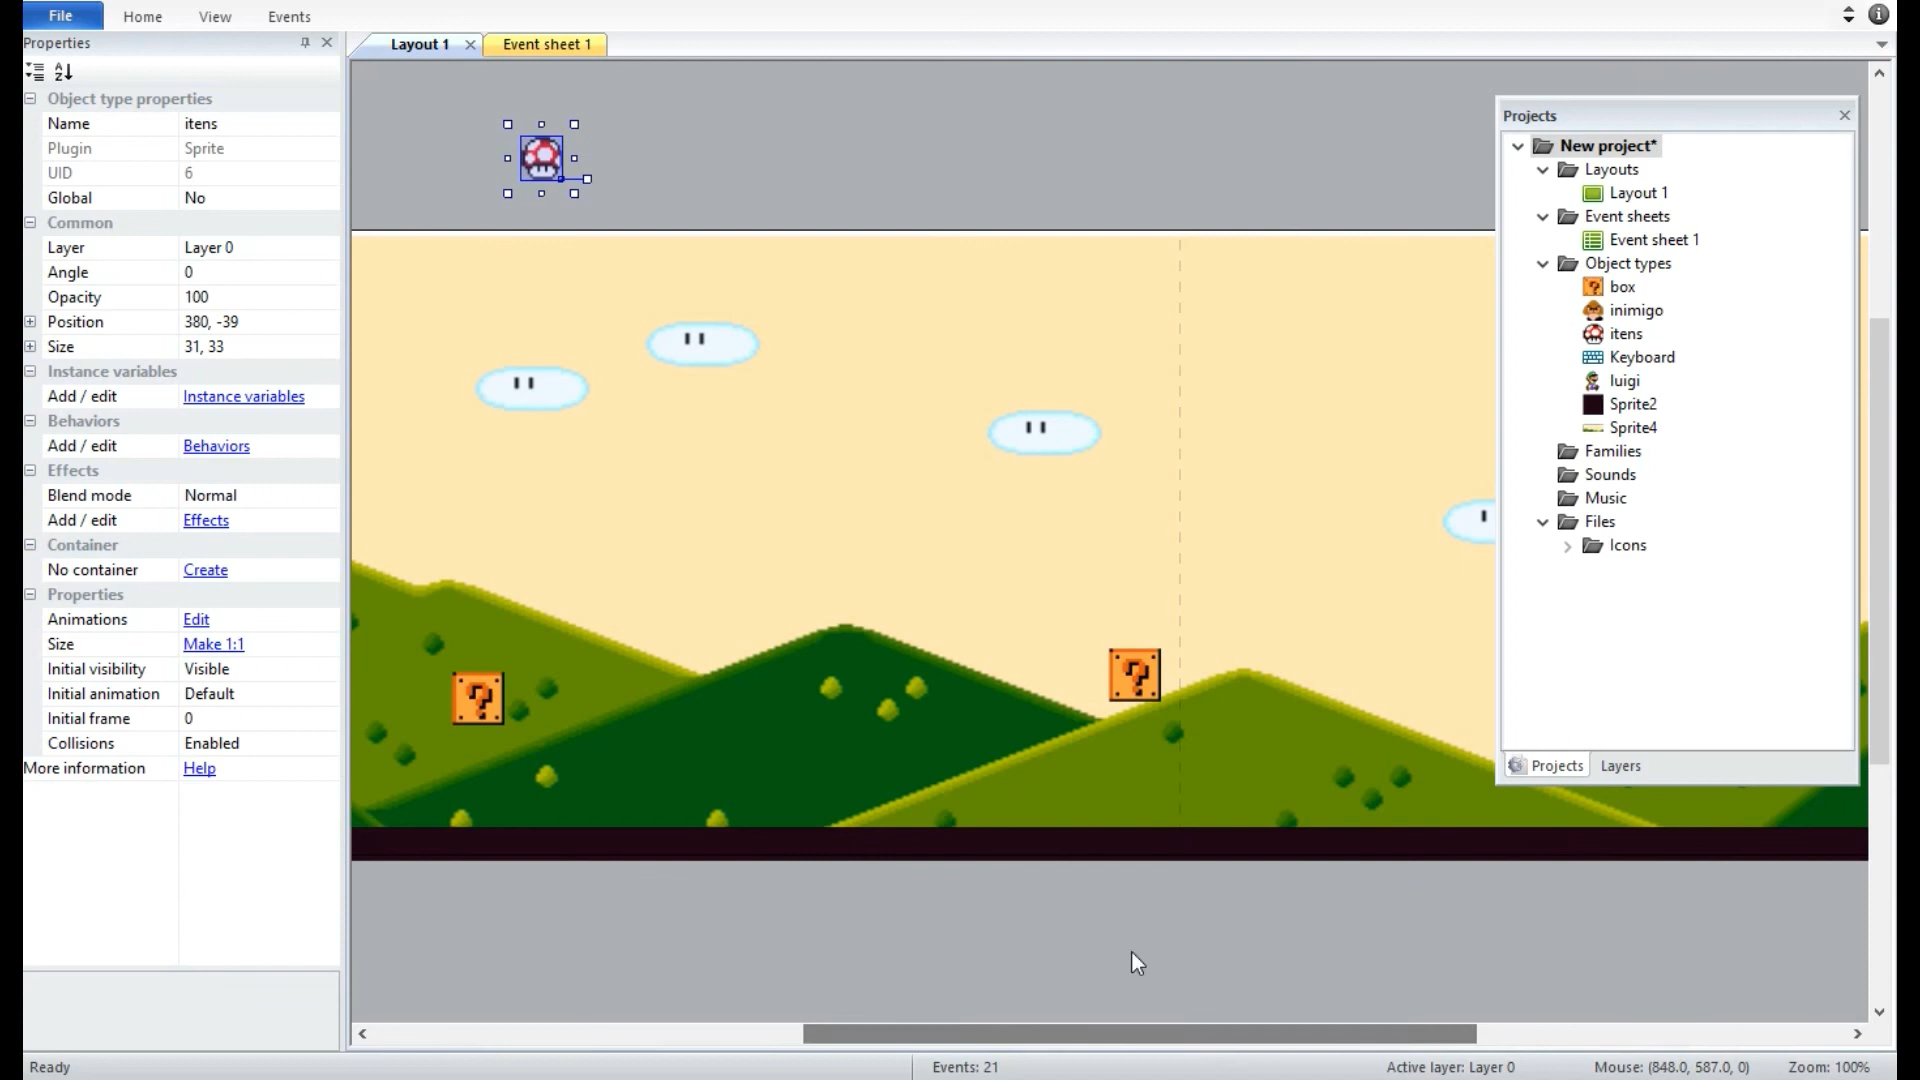 File Home View Events
Properties
Layout 1
Event sheet 1
Object type properties
Name itens
Plugin Sprite
UID 6
Global No
Common
Layer Layer 0
Angle 0
Opacity 100
Position 380, -39
Size 31, 33
Instance variables
Add / edit Instance variables
Behaviors
Add / edit Behaviors
Effects
Blend mode Normal
Add / edit Effects
Container
No container Create
Properties
Animations Edit
Size Make 1:1
Initial visibility Visible
Initial animation Default
Initial frame 0
Collisions Enabled
More information Help
Projects
New project*
Layouts
Layout 1
Event sheets
Event sheet 1
Object types
box
inimigo
itens
Keyboard
luigi
Sprite2
Sprite4
Families
Sounds
Music
Files
Icons
Projects Layers
?
?
Ready Events: 21 Active layer: Layer 0 Mouse: (848.0, 587.0, 0) Zoom: 100%